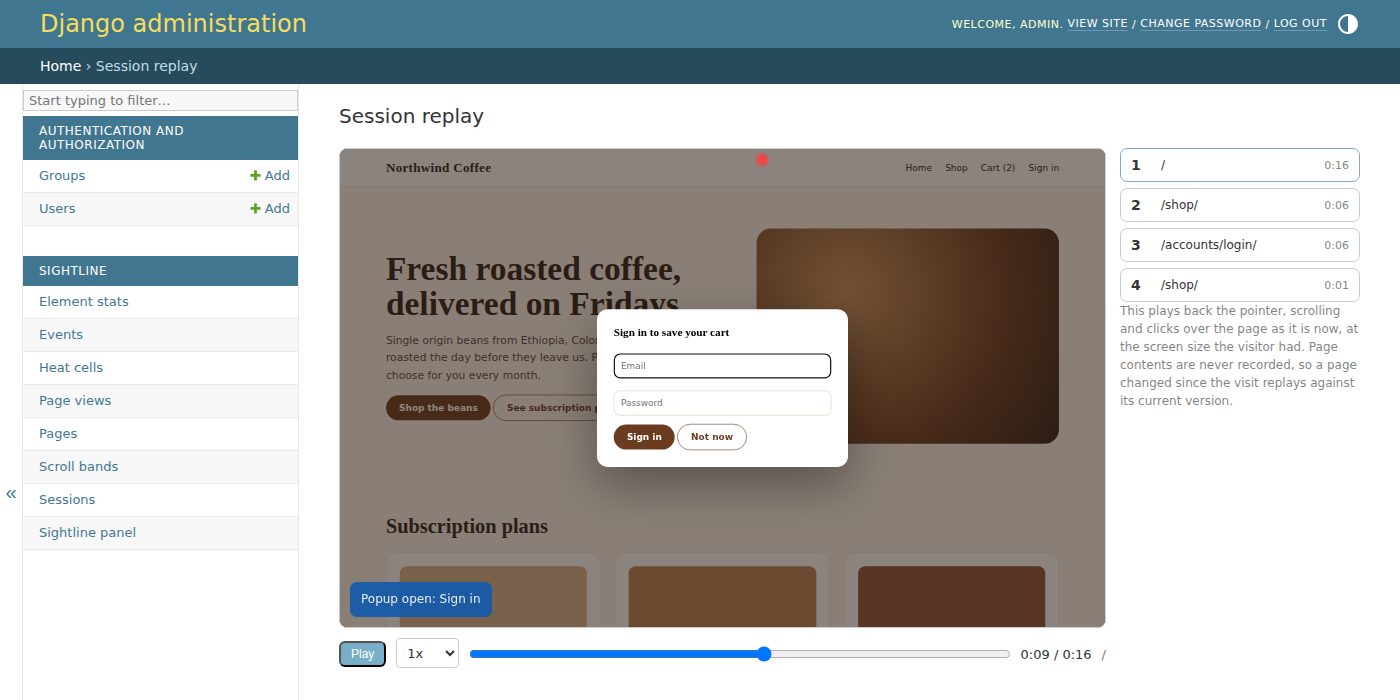 Django administration
WELCOME, ADMIN. VIEW SITE / CHANGE PASSWORD / LOG OUT
Home › Session replay
Start typing to filter…
AUTHENTICATION AND
AUTHORIZATION
Groups
Add
Users
Add
SIGHTLINE
Element stats
Events
Heat cells
Page views
Pages
Scroll bands
Sessions
Sightline panel
«
Session replay
Northwind Coffee
Home Shop Cart (2) Sign in
Fresh roasted coffee,
delivered on Fridays
Single origin beans from Ethiopia,
roasted the day before they leave us.
choose for you every month.
Shop the beans
See subscription
Sign in to save your cart
Email
Password
Sign in
Not now
Subscription plans
Popup open: Sign in
Play
1x
0:09 / 0:16 /
1 / 0:16
2 /shop/ 0:06
3 /accounts/login/ 0:06
4 /shop/ 0:01
This plays back the pointer, scrolling
and clicks over the page as it is now, at
the screen size the visitor had. Page
contents are never recorded, so a page
changed since the visit replays against
its current version.